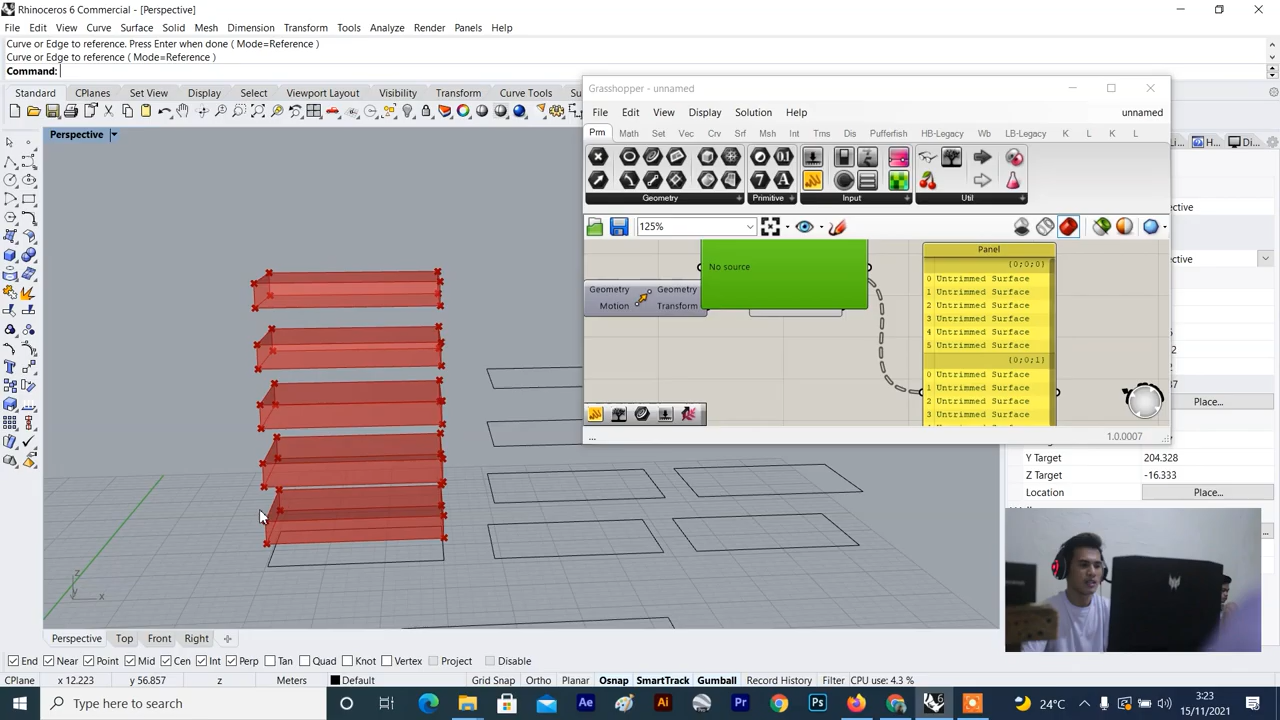 Rhinoceros 6 Commercial - [Perspective]
File Edit View Curve Surface Solid Mesh Dimension Transform Tools Analyze Render Panels Help
Curve or Edge to reference. Press Enter when done ( Mode=Reference )
Curve or Edge to reference ( Mode=Reference )
Command:
Standard CPlanes Set View Display Select Viewport Layout Visibility Transform Curve Tools
Perspective
Grasshopper - unnamed
File Edit View Display Solution Help unnamed
Prm Math Set Vec Crv Srf Msh Int Trns Dis Pufferfish HB-Legacy Wb LB-Legacy K L K L
Geometry Primitive Input Util
125%
No source
Geometry Geometry
Motion Transform
Panel
{0;0;0}
0 Untrimmed Surface
1 Untrimmed Surface
2 Untrimmed Surface
3 Untrimmed Surface
4 Untrimmed Surface
5 Untrimmed Surface
{0;0;1}
0 Untrimmed Surface
1 Untrimmed Surface
2 Untrimmed Surface
3 Untrimmed Surface
4 Untrimmed Surface
...
1.0.0007
Place...
Y Target 204.328
Z Target -16.333
Location Place...
z
x
Perspective Top Front Right
End Near Point Mid Cen Int Perp Tan Quad Knot Vertex Project Disable
CPlane x 12.223 y 56.857 z Meters Default Grid Snap Ortho Planar Osnap SmartTrack Gumball Record History Filter CPU use: 4.3 %
Type here to search
24°C
3:23
15/11/2021